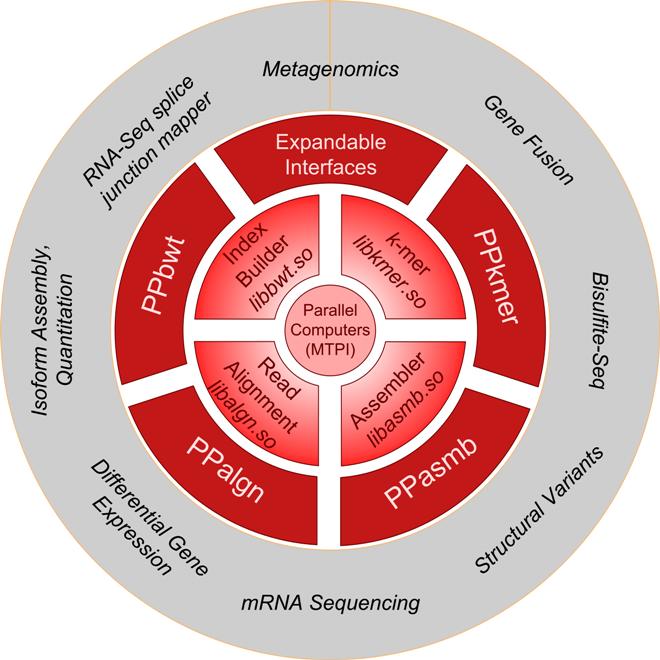 Metagenomics
Gene Fusion
Bisulfite-Seq
Structural Variants
mRNA Sequencing
Differential Gene
Expression
Isoform Assembly,
Quantitation
RNA-Seq splice
junction mapper
Expandable
Interfaces
PPkmer
PPasmb
PPalgn
PPbwt
Index
Builder
libbwt.so
k-mer
libkmer.so
Assembler
libasmb.so
Read
Alignment
libalgn.so
Parallel
Computers
(MTPI)